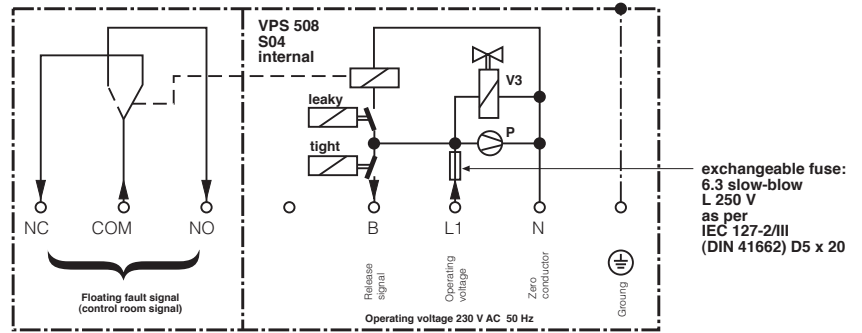 VPS 508
S04
internal
V3
leaky
P
tight
exchangeable fuse:
6.3 slow-blow
L 250 V
as per
IEC 127-2/III
(DIN 41662) D5 x 20
NC
COM
NO
B
L1
N
Release
signal
Operating
voltage
Zero
conductor
Groung
Floating fault signal
(control room signal)
Operating voltage 230 V AC 50 Hz